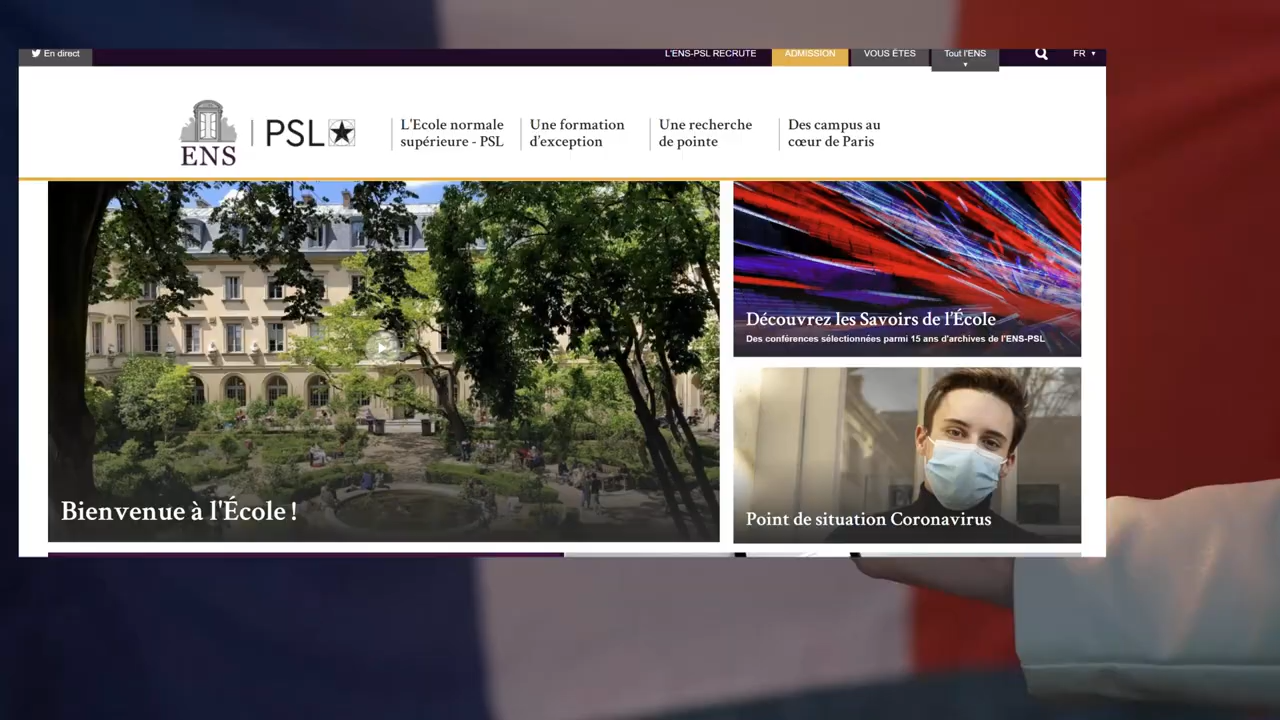 En direct
L'ENS-PSL RECRUTE
ADMISSION
VOUS ÊTES
Tout l'ENS
FR
ENS
PSL
L'Ecole normale
supérieure - PSL
Une formation
d'exception
Une recherche
de pointe
Des campus au
cœur de Paris
Bienvenue à l'École !
Découvrez les Savoirs de l'École
Des conférences sélectionnées parmi 15 ans d'archives de l'ENS-PSL
Point de situation Coronavirus